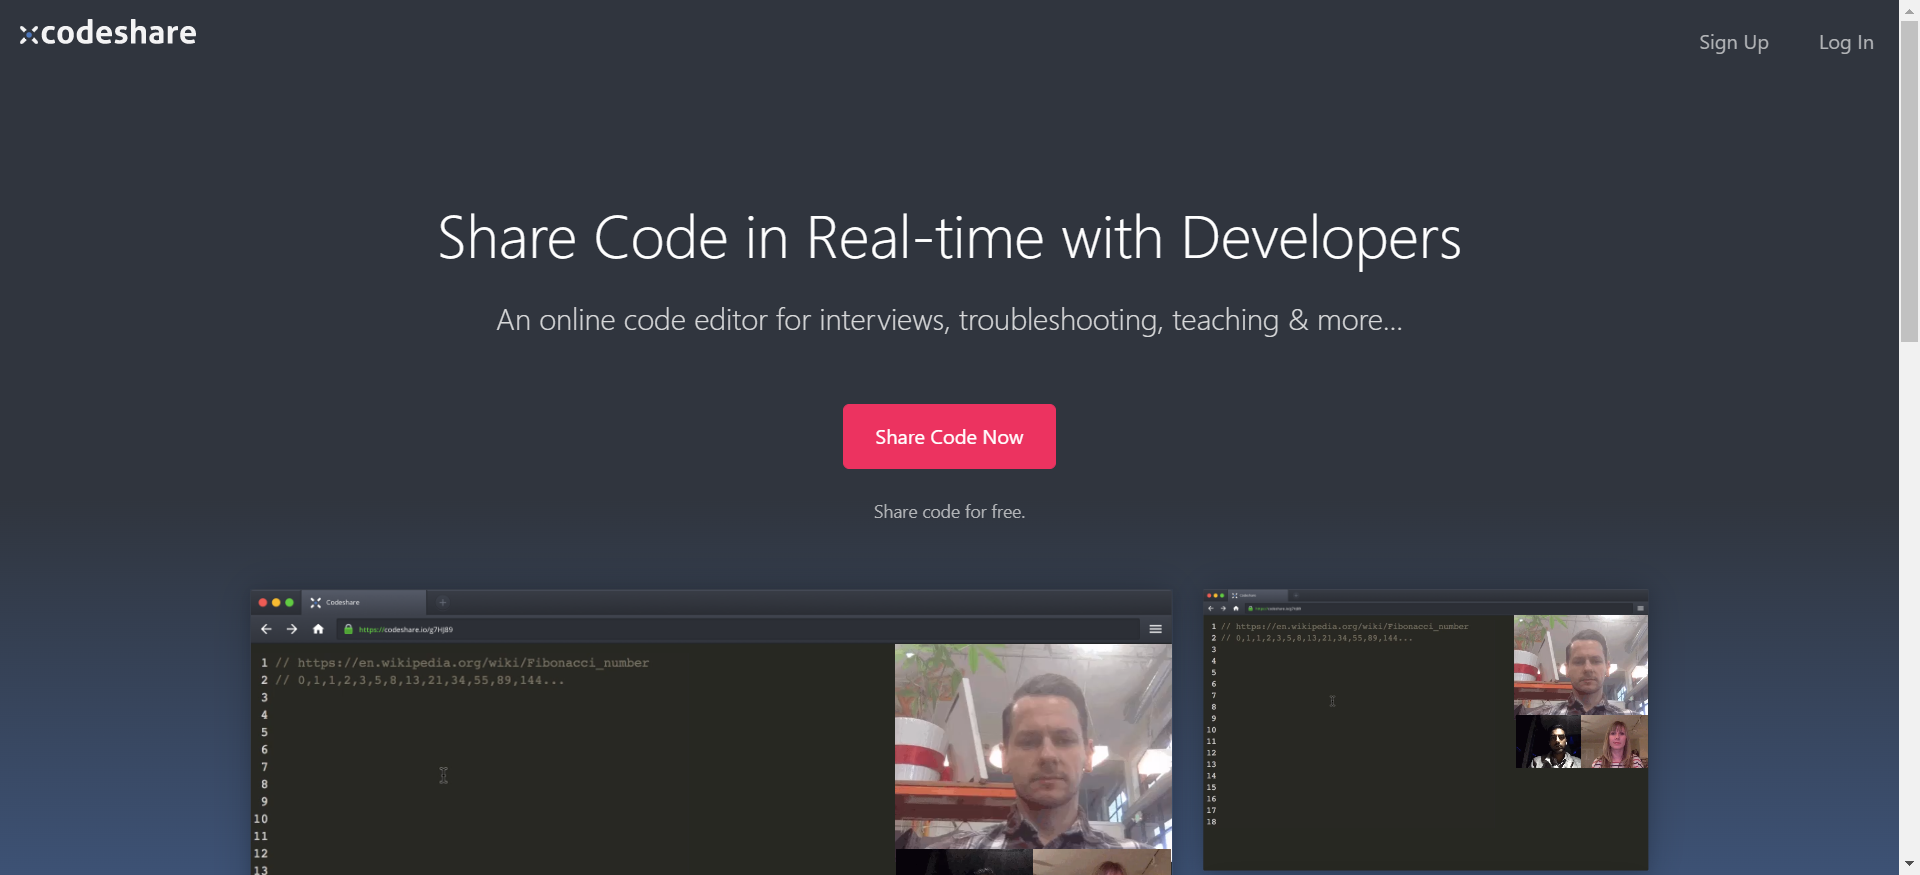 codeshare
Sign Up
Log In
Share Code in Real-time with Developers
An online code editor for interviews, troubleshooting, teaching & more...
Share Code Now
Share code for free.
Codeshare
https://codeshare.io/g7HJ89
1 // https://en.wikipedia.org/wiki/Fibonacci_number
2 // 0,1,1,2,3,5,8,13,21,34,55,89,144...
3
4
5
6
7
8
9
10
11
12
13
1 // https://en.wikipedia.org/wiki/Fibonacci_number
2 // 0,1,1,2,3,5,8,13,21,34,55,89,144...
3
4
5
6
7
8
9
10
11
12
13
14
15
16
17
18